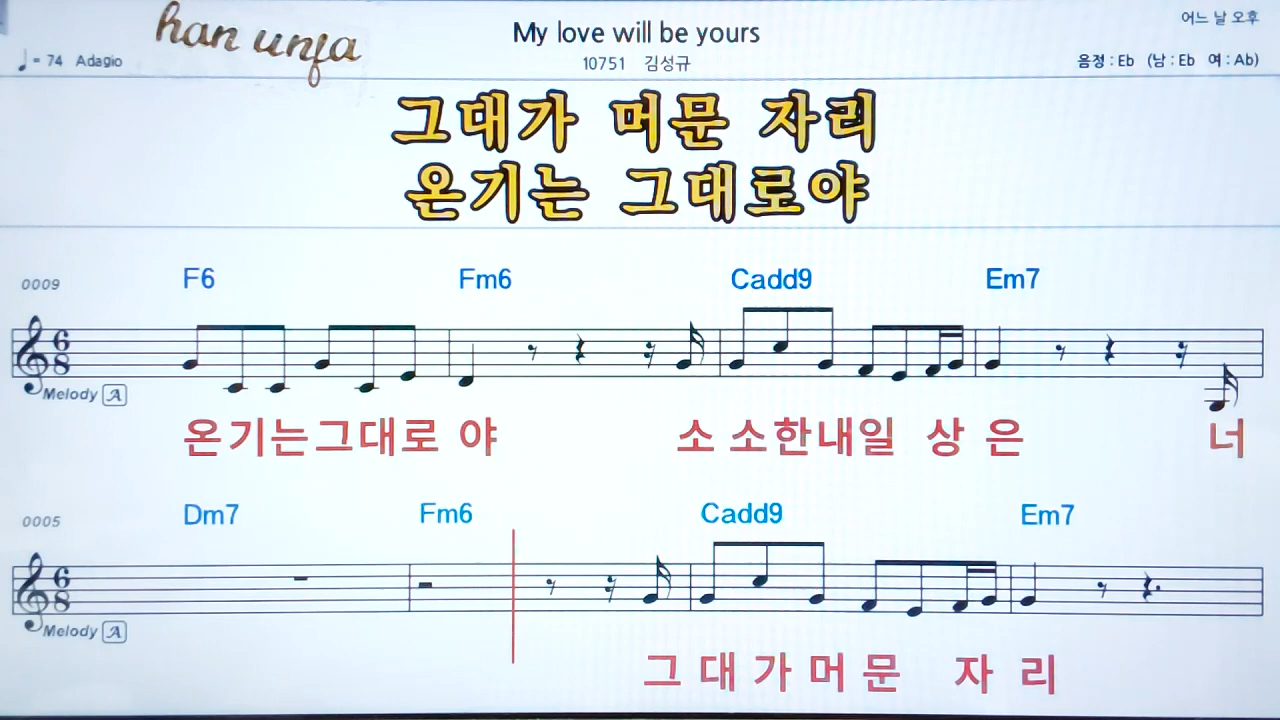 han unfa
My love will be yours
어느 날 오후
♩= 74 Adagio
10751 김성규
음정 : Eb (남 : Eb 여 : Ab)
그대가 머문 자리
온기는 그대로야
0009
F6 Fm6 Cadd9 Em7
6
8
Melody A
온기는그대로 야 소 소한내일 상 은 너
0005
Dm7 Fm6 Cadd9 Em7
6
8
Melody A
그 대 가 머 문 자 리